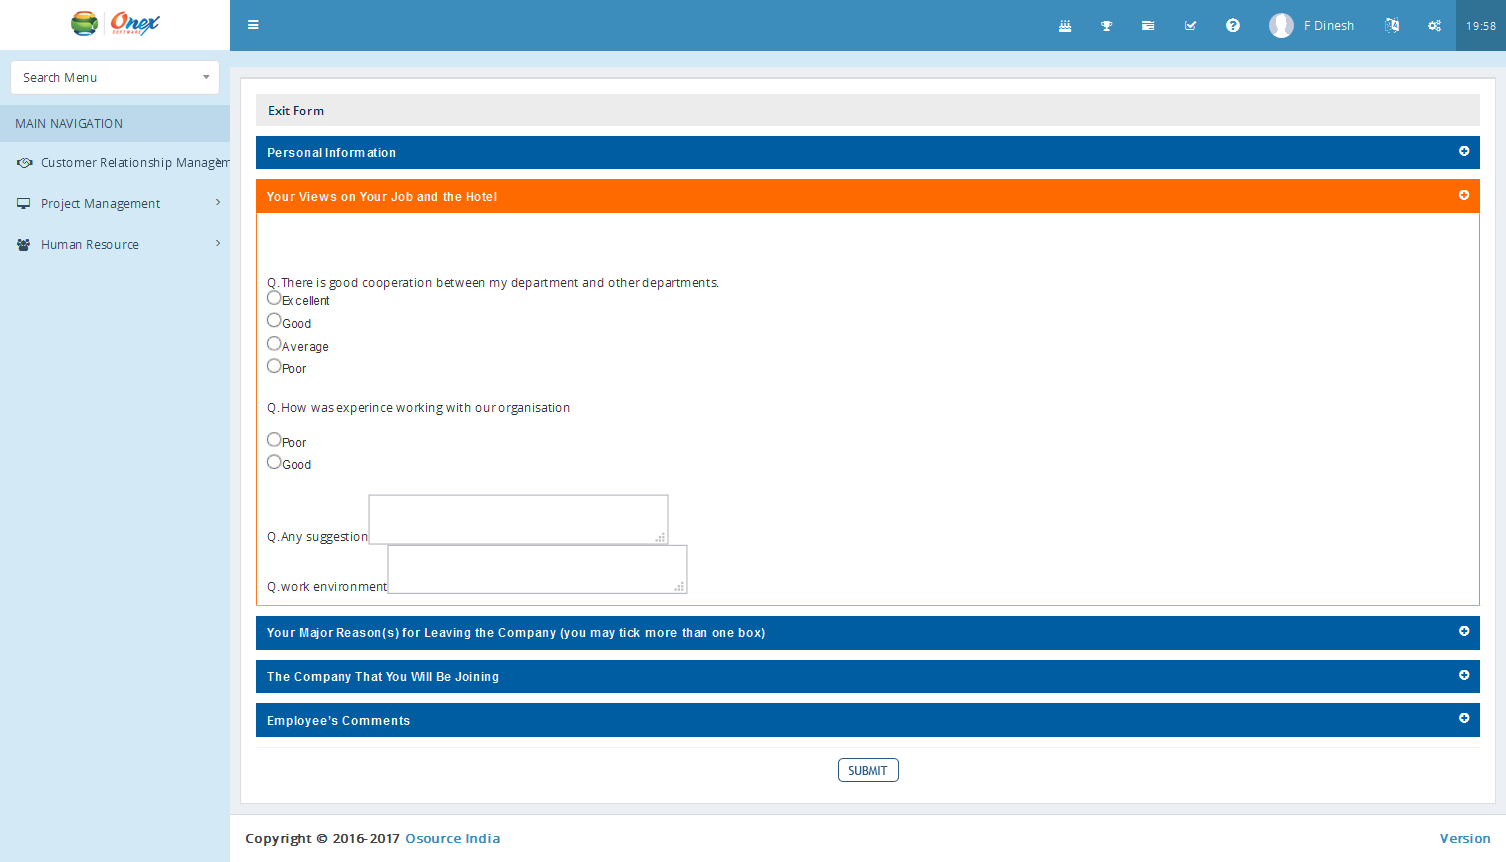 Onex
SOFTWARE
F Dinesh
19:58
Search Menu
MAIN NAVIGATION
Customer Relationship Managem
Project Management
Human Resource
Exit Form
Personal Information
Your Views on Your Job and the Hotel
Q.There is good cooperation between my department and other departments.
Excellent
Good
Average
Poor
Q.How was experince working with our organisation
Poor
Good
Q.Any suggestion
Q.work environment
Your Major Reason(s) for Leaving the Company (you may tick more than one box)
The Company That You Will Be Joining
Employee's Comments
SUBMIT
Copyright © 2016-2017 Osource India
Version